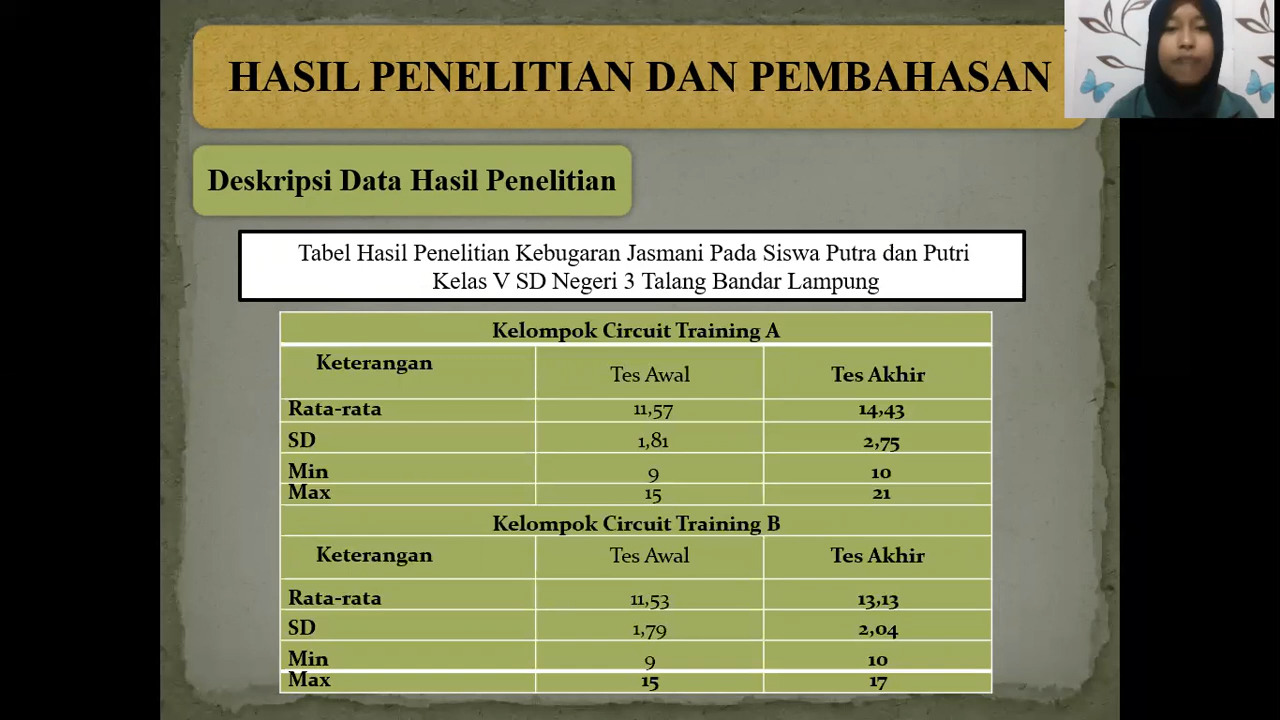 HASIL PENELITIAN DAN PEMBAHASAN
Deskripsi Data Hasil Penelitian
Tabel Hasil Penelitian Kebugaran Jasmani Pada Siswa Putra dan Putri
Kelas V SD Negeri 3 Talang Bandar Lampung
Kelompok Circuit Training A
Keterangan Tes Awal Tes Akhir
Rata-rata 11,57 14,43
SD 1,81 2,75
Min 9 10
Max 15 21
Kelompok Circuit Training B
Keterangan Tes Awal Tes Akhir
Rata-rata 11,53 13,13
SD 1,79 2,04
Min 9 10
Max 15 17